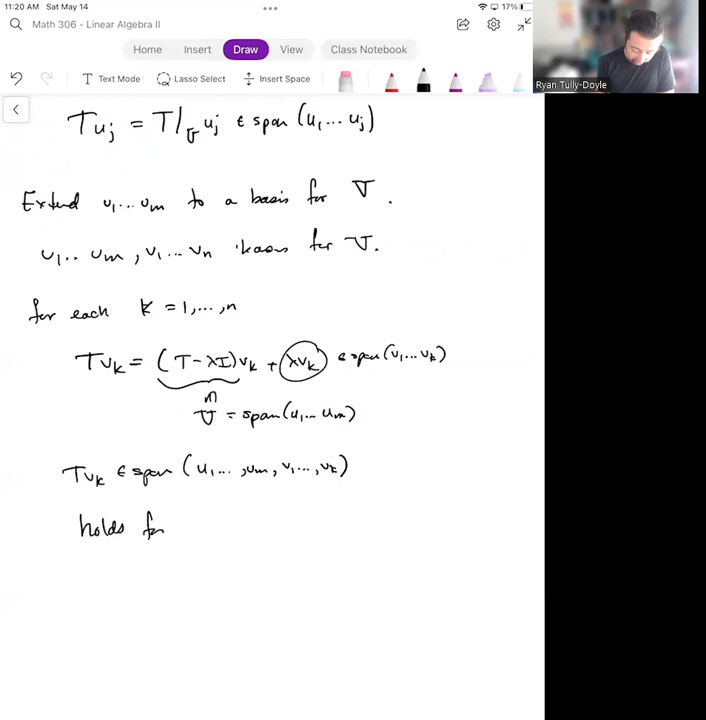 11:20 AM Sat May 14
17%
Math 306 - Linear Algebra II
Home Insert Draw View Class Notebook
Text Mode Lasso Select Insert Space
Ryan Tully-Doyle
Tuj = T|U uj ∈ span (u1 ... uj)
Extend u1 ... um to a basis for V.
u1 .. um, v1 ... vn basis for V.
for each k = 1, ..., n
Tvk = (T - λI)vk + λvk ∈ span(v1 ... vk)
U = span(u1 ... um)
Tvk ∈ span (u1 ..., um, v1 ..., vk)
holds for